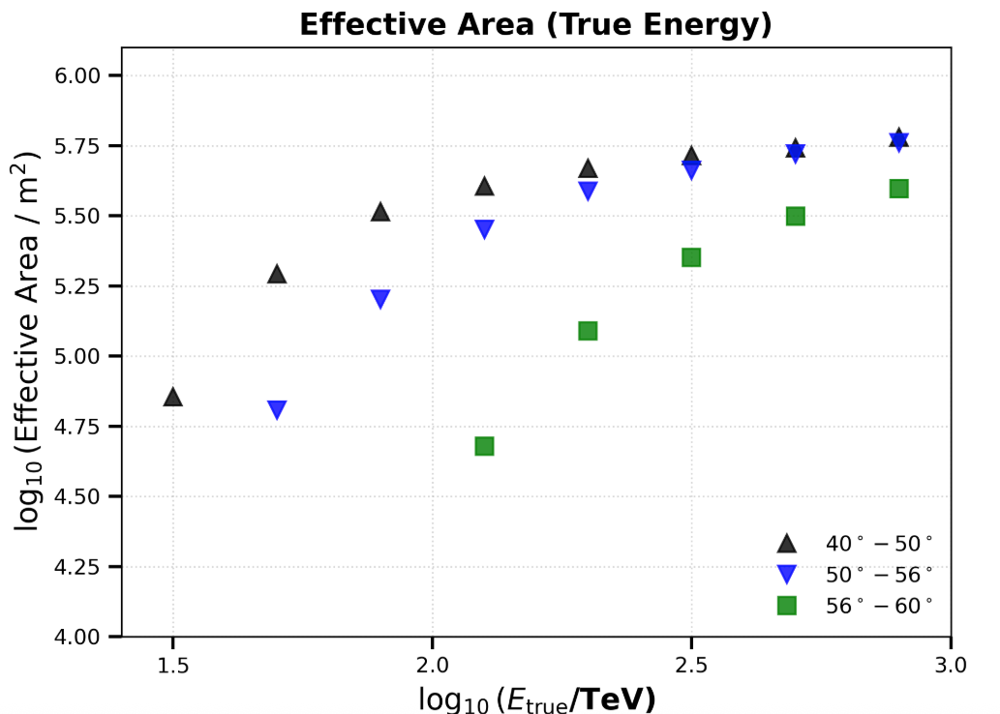 Effective Area (True Energy)
log₁₀ (Effective Area / m²)
6.00
5.75
5.50
5.25
5.00
4.75
4.50
4.25
4.00
40° − 50°
50° − 56°
56° − 60°
1.5 2.0 2.5 3.0
log₁₀ (E_true/TeV)